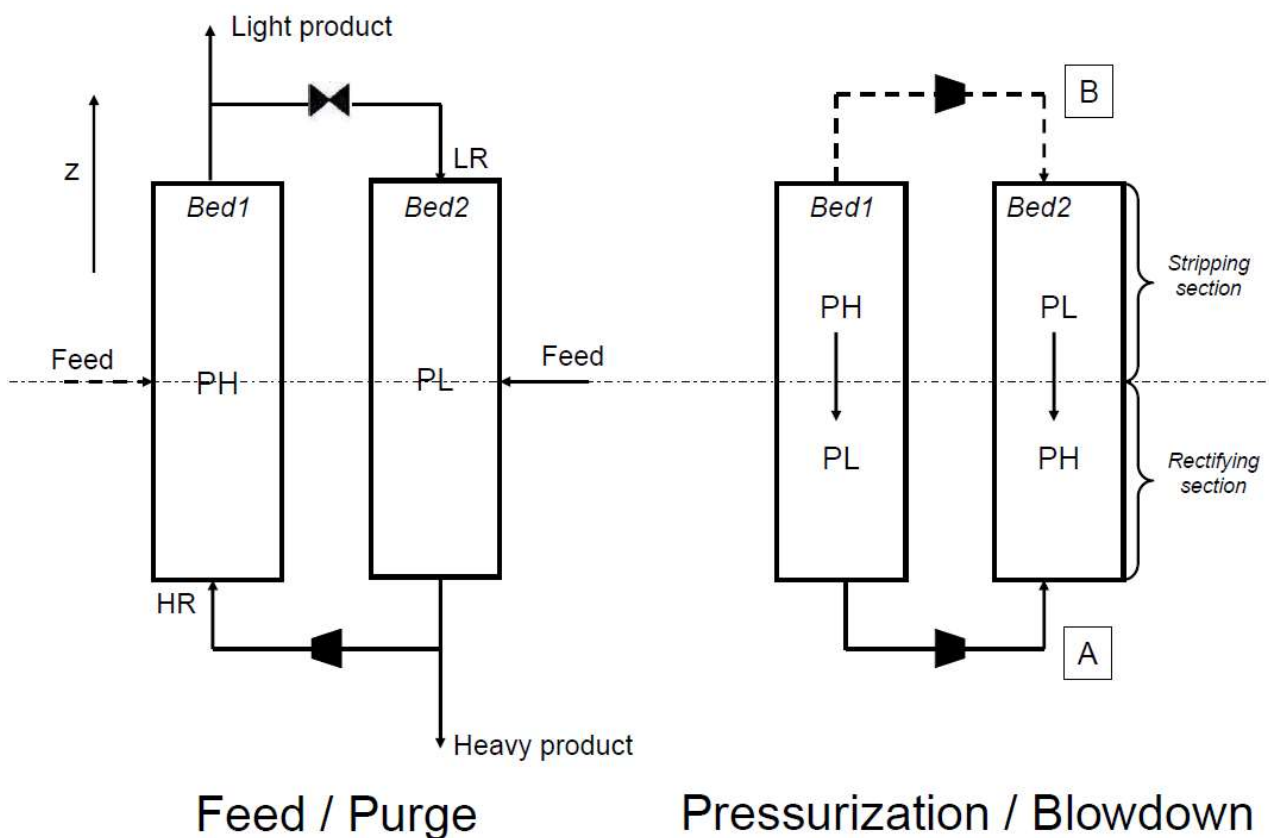 Light product
z
LR
Bed1
Bed2
Feed
PH
PL
Feed
HR
Heavy product
Feed / Purge
B
Bed1
Bed2
Stripping
section
PH
PL
PL
PH
Rectifying
section
A
Pressurization / Blowdown